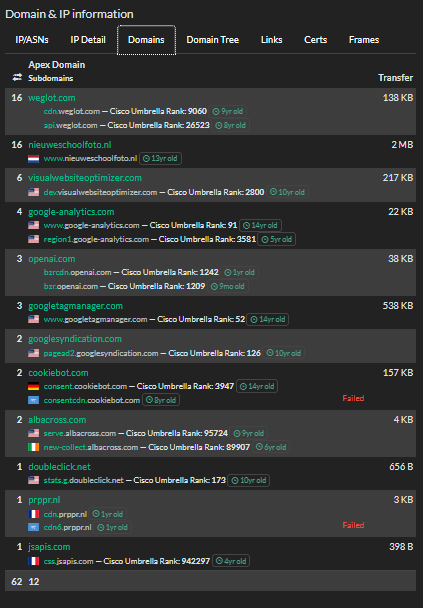 Domain & IP information
IP/ASNs IP Detail Domains Domain Tree Links Certs Frames
Apex Domain
Subdomains Transfer
16 weglot.com 138 KB
cdn.weglot.com — Cisco Umbrella Rank: 9060 9yr old
api.weglot.com — Cisco Umbrella Rank: 26523 8yr old
16 nieuweschoolfoto.nl 2 MB
www.nieuweschoolfoto.nl 13yr old
6 visualwebsiteoptimizer.com 217 KB
dev.visualwebsiteoptimizer.com — Cisco Umbrella Rank: 2800 10yr old
4 google-analytics.com 22 KB
www.google-analytics.com — Cisco Umbrella Rank: 91 14yr old
region1.google-analytics.com — Cisco Umbrella Rank: 3581 5yr old
3 openai.com 38 KB
bzrcdn.openai.com — Cisco Umbrella Rank: 1242 1yr old
bzr.openai.com — Cisco Umbrella Rank: 1209 9mo old
3 googletagmanager.com 538 KB
www.googletagmanager.com — Cisco Umbrella Rank: 52 14yr old
2 googlesyndication.com
pagead2.googlesyndication.com — Cisco Umbrella Rank: 126 10yr old
2 cookiebot.com 157 KB
consent.cookiebot.com — Cisco Umbrella Rank: 3947 14yr old
consentcdn.cookiebot.com 8yr old Failed
2 albacross.com 4 KB
serve.albacross.com — Cisco Umbrella Rank: 95724 9yr old
new-collect.albacross.com — Cisco Umbrella Rank: 89907 6yr old
1 doubleclick.net 656 B
stats.g.doubleclick.net — Cisco Umbrella Rank: 173 10yr old
1 prppr.nl 3 KB
cdn.prppr.nl 1yr old
cdn6.prppr.nl 1yr old Failed
1 jsapis.com 398 B
css.jsapis.com — Cisco Umbrella Rank: 942297 4yr old
62 12